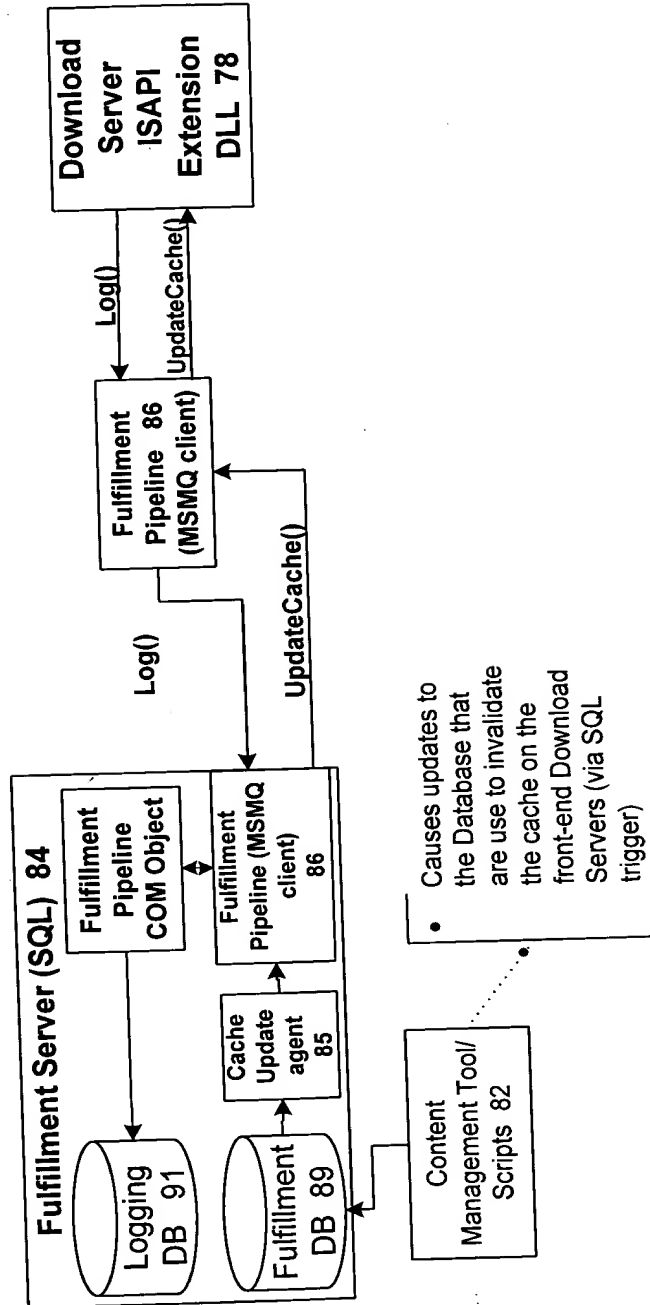 Fulfillment Server (SQL) 84
Logging
DB 91
Fulfillment
Pipeline
COM Object
Fulfillment
DB 89
Cache
Update
agent
85
Fulfillment
Pipeline (MSMQ
client)
86
Log()
UpdateCache()
Fulfillment
Pipeline 86
(MSMQ client)
Log()
UpdateCache()
Download
Server
ISAPI
Extension
DLL 78
Content
Management Tool/
Scripts 82
• Causes updates to
the Database that
are use to invalidate
the cache on the
front-end Download
Servers (via SQL
trigger)